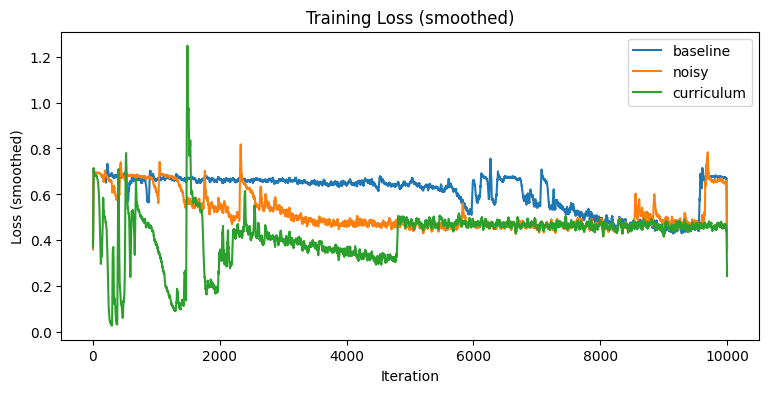 Training Loss (smoothed)
baseline
noisy
curriculum
Loss (smoothed)
1.2
1.0
0.8
0.6
0.4
0.2
0.0
0
2000
4000
6000
8000
10000
Iteration